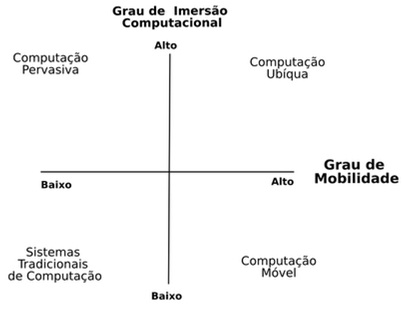 Grau de Imersão
Computacional
Alto
Computação
Pervasiva
Computação
Ubíqua
Grau de
Mobilidade
Baixo
Alto
Sistemas
Tradicionais
de Computação
Computação
Móvel
Baixo